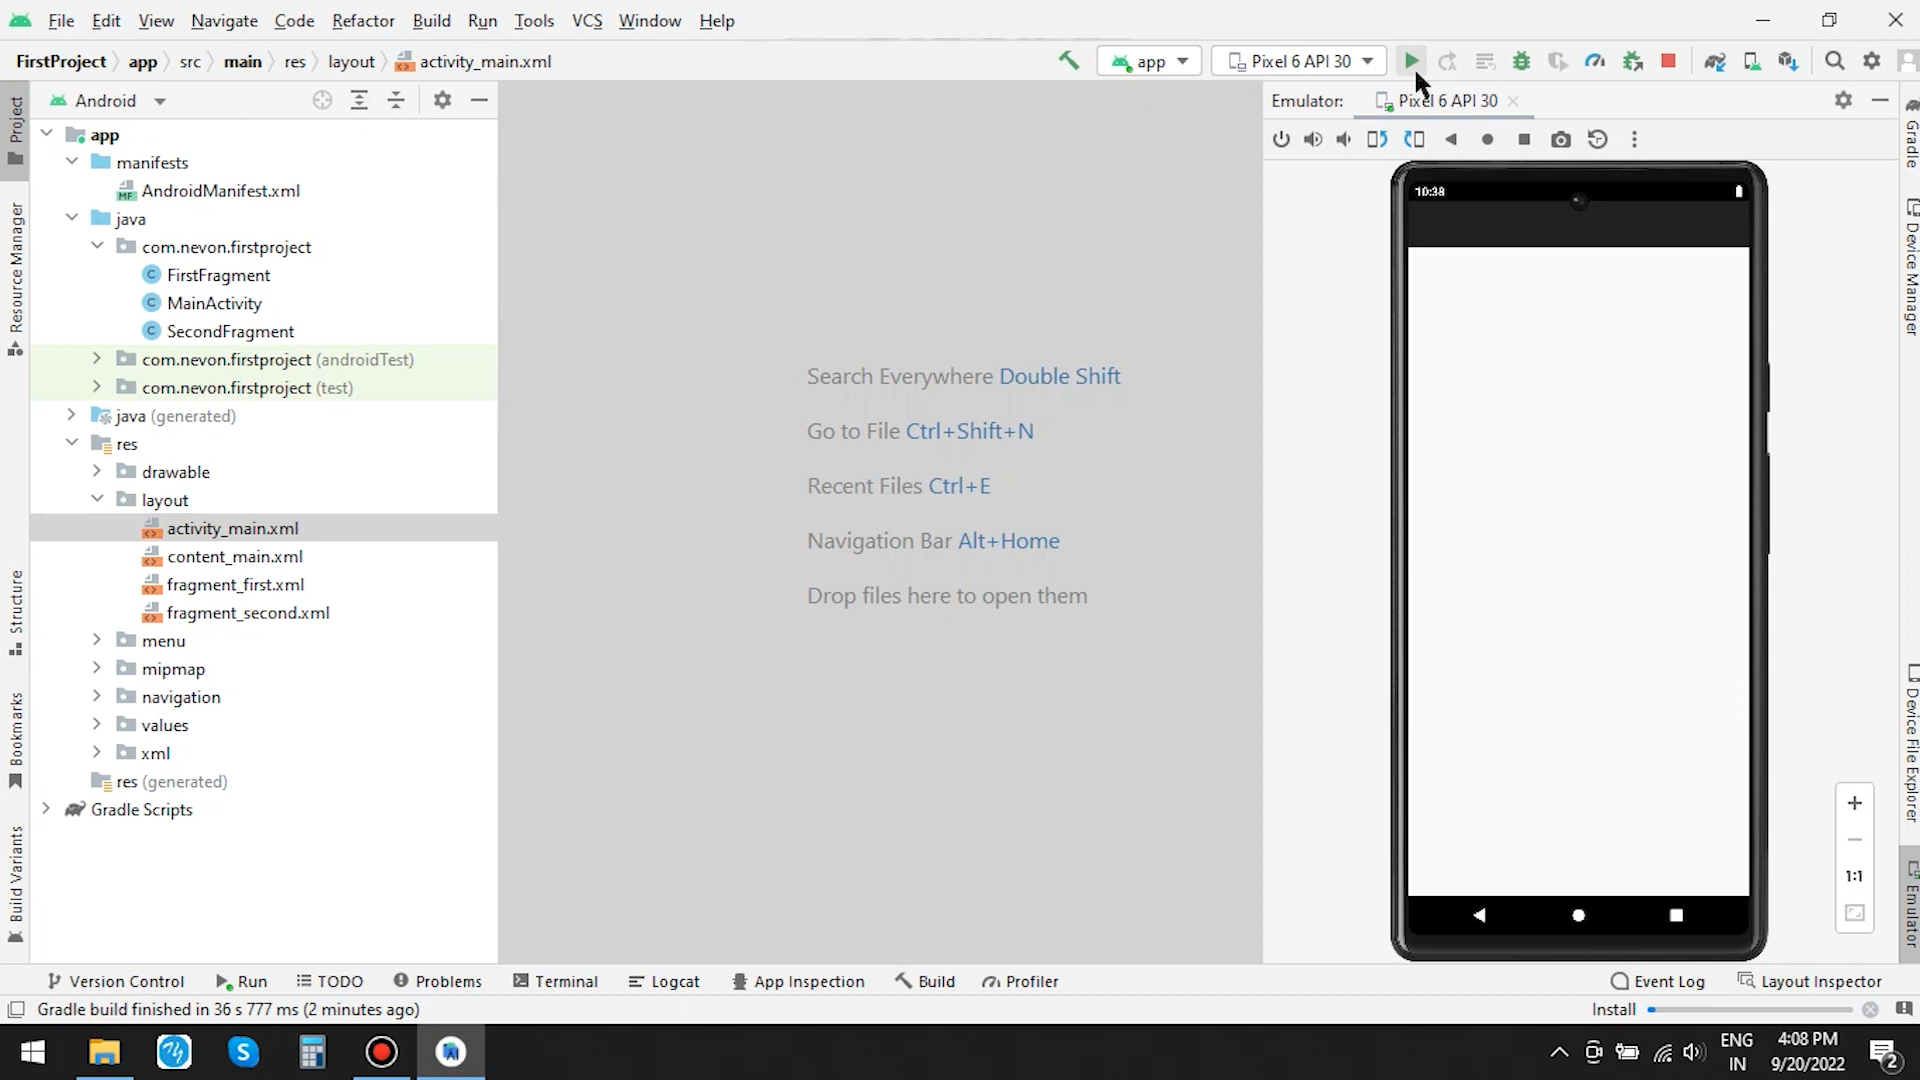 File Edit View Navigate Code Refactor Build Run Tools VCS Window Help
FirstProject app src main res layout activity_main.xml
app
Pixel 6 API 30
Project
Android
Emulator:
Pixel 6 API 30
Gradle
app
manifests
MF
AndroidManifest.xml
java
com.nevon.firstproject
C FirstFragment
C MainActivity
C SecondFragment
com.nevon.firstproject (androidTest)
com.nevon.firstproject (test)
java (generated)
res
drawable
layout
activity_main.xml
content_main.xml
fragment_first.xml
fragment_second.xml
menu
mipmap
navigation
values
xml
res (generated)
Gradle Scripts
Resource Manager
Structure
Bookmarks
Build Variants
Search Everywhere Double Shift
Go to File Ctrl+Shift+N
Recent Files Ctrl+E
Navigation Bar Alt+Home
Drop files here to open them
10:38
1:1
Device Manager
Device File Explorer
Emulator
Version Control Run TODO Problems Terminal Logcat App Inspection Build Profiler
Event Log Layout Inspector
Gradle build finished in 36 s 777 ms (2 minutes ago)
Install
ENG
IN
4:08 PM
9/20/2022
2